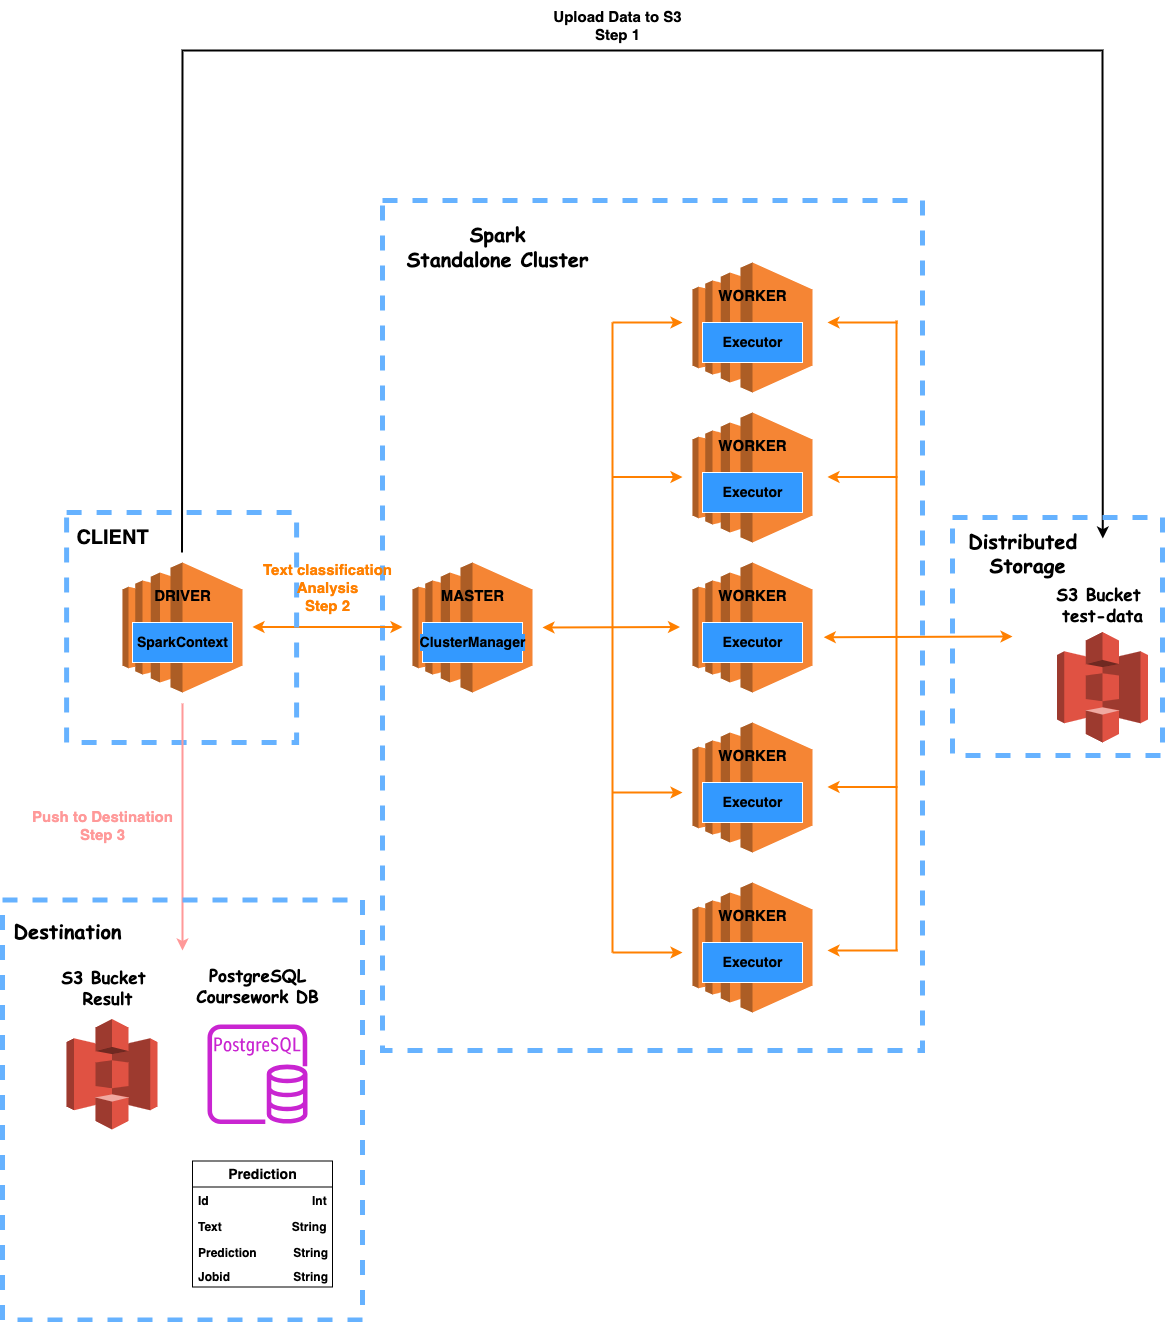 Upload Data to S3
Step 1
Spark
Standalone Cluster
WORKER
Executor
WORKER
Executor
CLIENT
DRIVER
SparkContext
Text classification
Analysis
Step 2
MASTER
ClusterManager
WORKER
Executor
Distributed
Storage
S3 Bucket
test-data
WORKER
Executor
WORKER
Executor
Push to Destination
Step 3
Destination
S3 Bucket
Result
PostgreSQL
Coursework DB
PostgreSQL
Prediction
Id Int
Text String
Prediction String
Jobid String